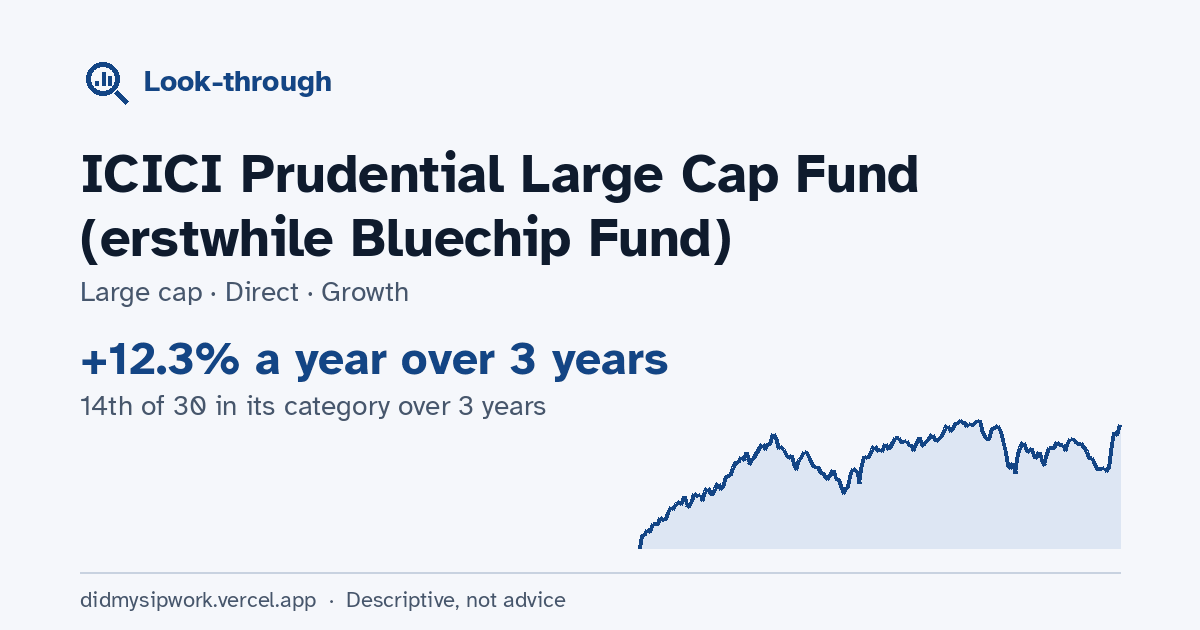 Look-through
ICICI Prudential Large Cap Fund
(erstwhile Bluechip Fund)
Large cap · Direct · Growth
+12.3% a year over 3 years
14th of 30 in its category over 3 years
didmysipwork.vercel.app · Descriptive, not advice